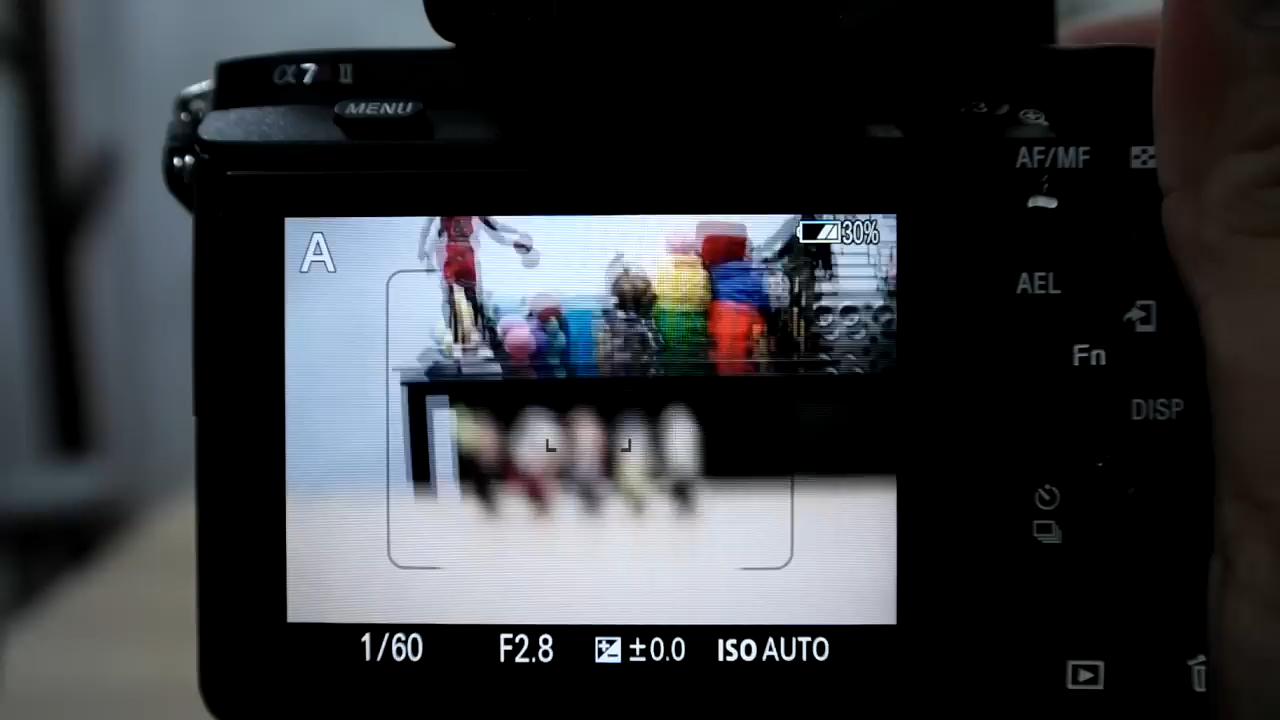 α7 II
MENU
AF/MF
A
30%
AEL
Fn
DISP
1/60 F2.8 ±0.0 ISO AUTO